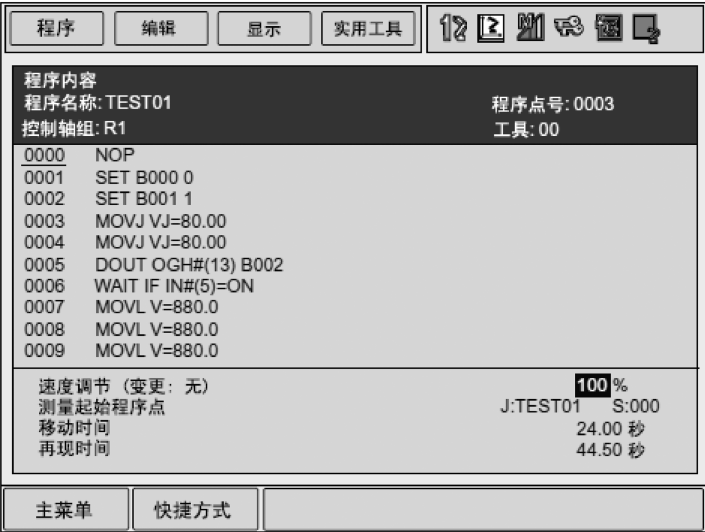 程序 编辑 显示 实用工具
程序内容
程序名称: TEST01 程序点号: 0003
控制轴组: R1 工具: 00
0000 NOP
0001 SET B000 0
0002 SET B001 1
0003 MOVJ VJ=80.00
0004 MOVJ VJ=80.00
0005 DOUT OGH#(13) B002
0006 WAIT IF IN#(5)=ON
0007 MOVL V=880.0
0008 MOVL V=880.0
0009 MOVL V=880.0
速度调节（变更：无） 100 %
测量起始程序点 J:TEST01 S:000
移动时间 24.00 秒
再现时间 44.50 秒
主菜单 快捷方式